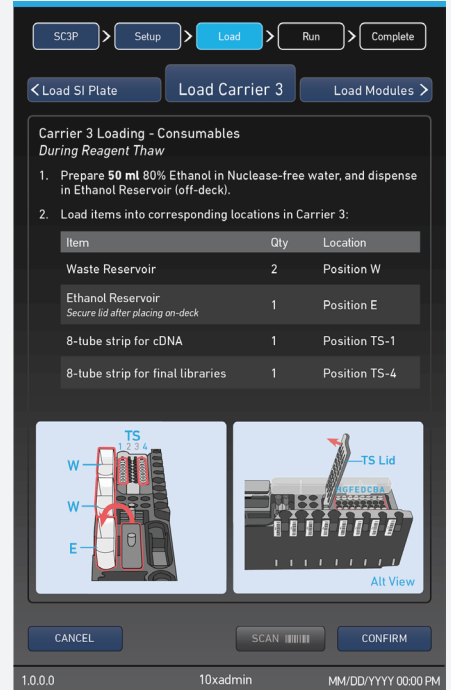 SC3P > Setup > Load > Run > Complete
< Load SI Plate Load Carrier 3 Load Modules >
Carrier 3 Loading - Consumables
During Reagent Thaw
1. Prepare 50 ml 80% Ethanol in Nuclease-free water, and dispense
in Ethanol Reservoir (off-deck).
2. Load items into corresponding locations in Carrier 3:
Item Qty Location
Waste Reservoir 2 Position W
Ethanol Reservoir
Secure lid after placing on-deck
1 Position E
8-tube strip for cDNA 1 Position TS-1
8-tube strip for final libraries 1 Position TS-4
TS
1 2 3 4
W
W
E
TS Lid
HGFEDCBA
Alt View
CANCEL SCAN CONFIRM
1.0.0.0 10xadmin MM/DD/YYYY 00:00 PM